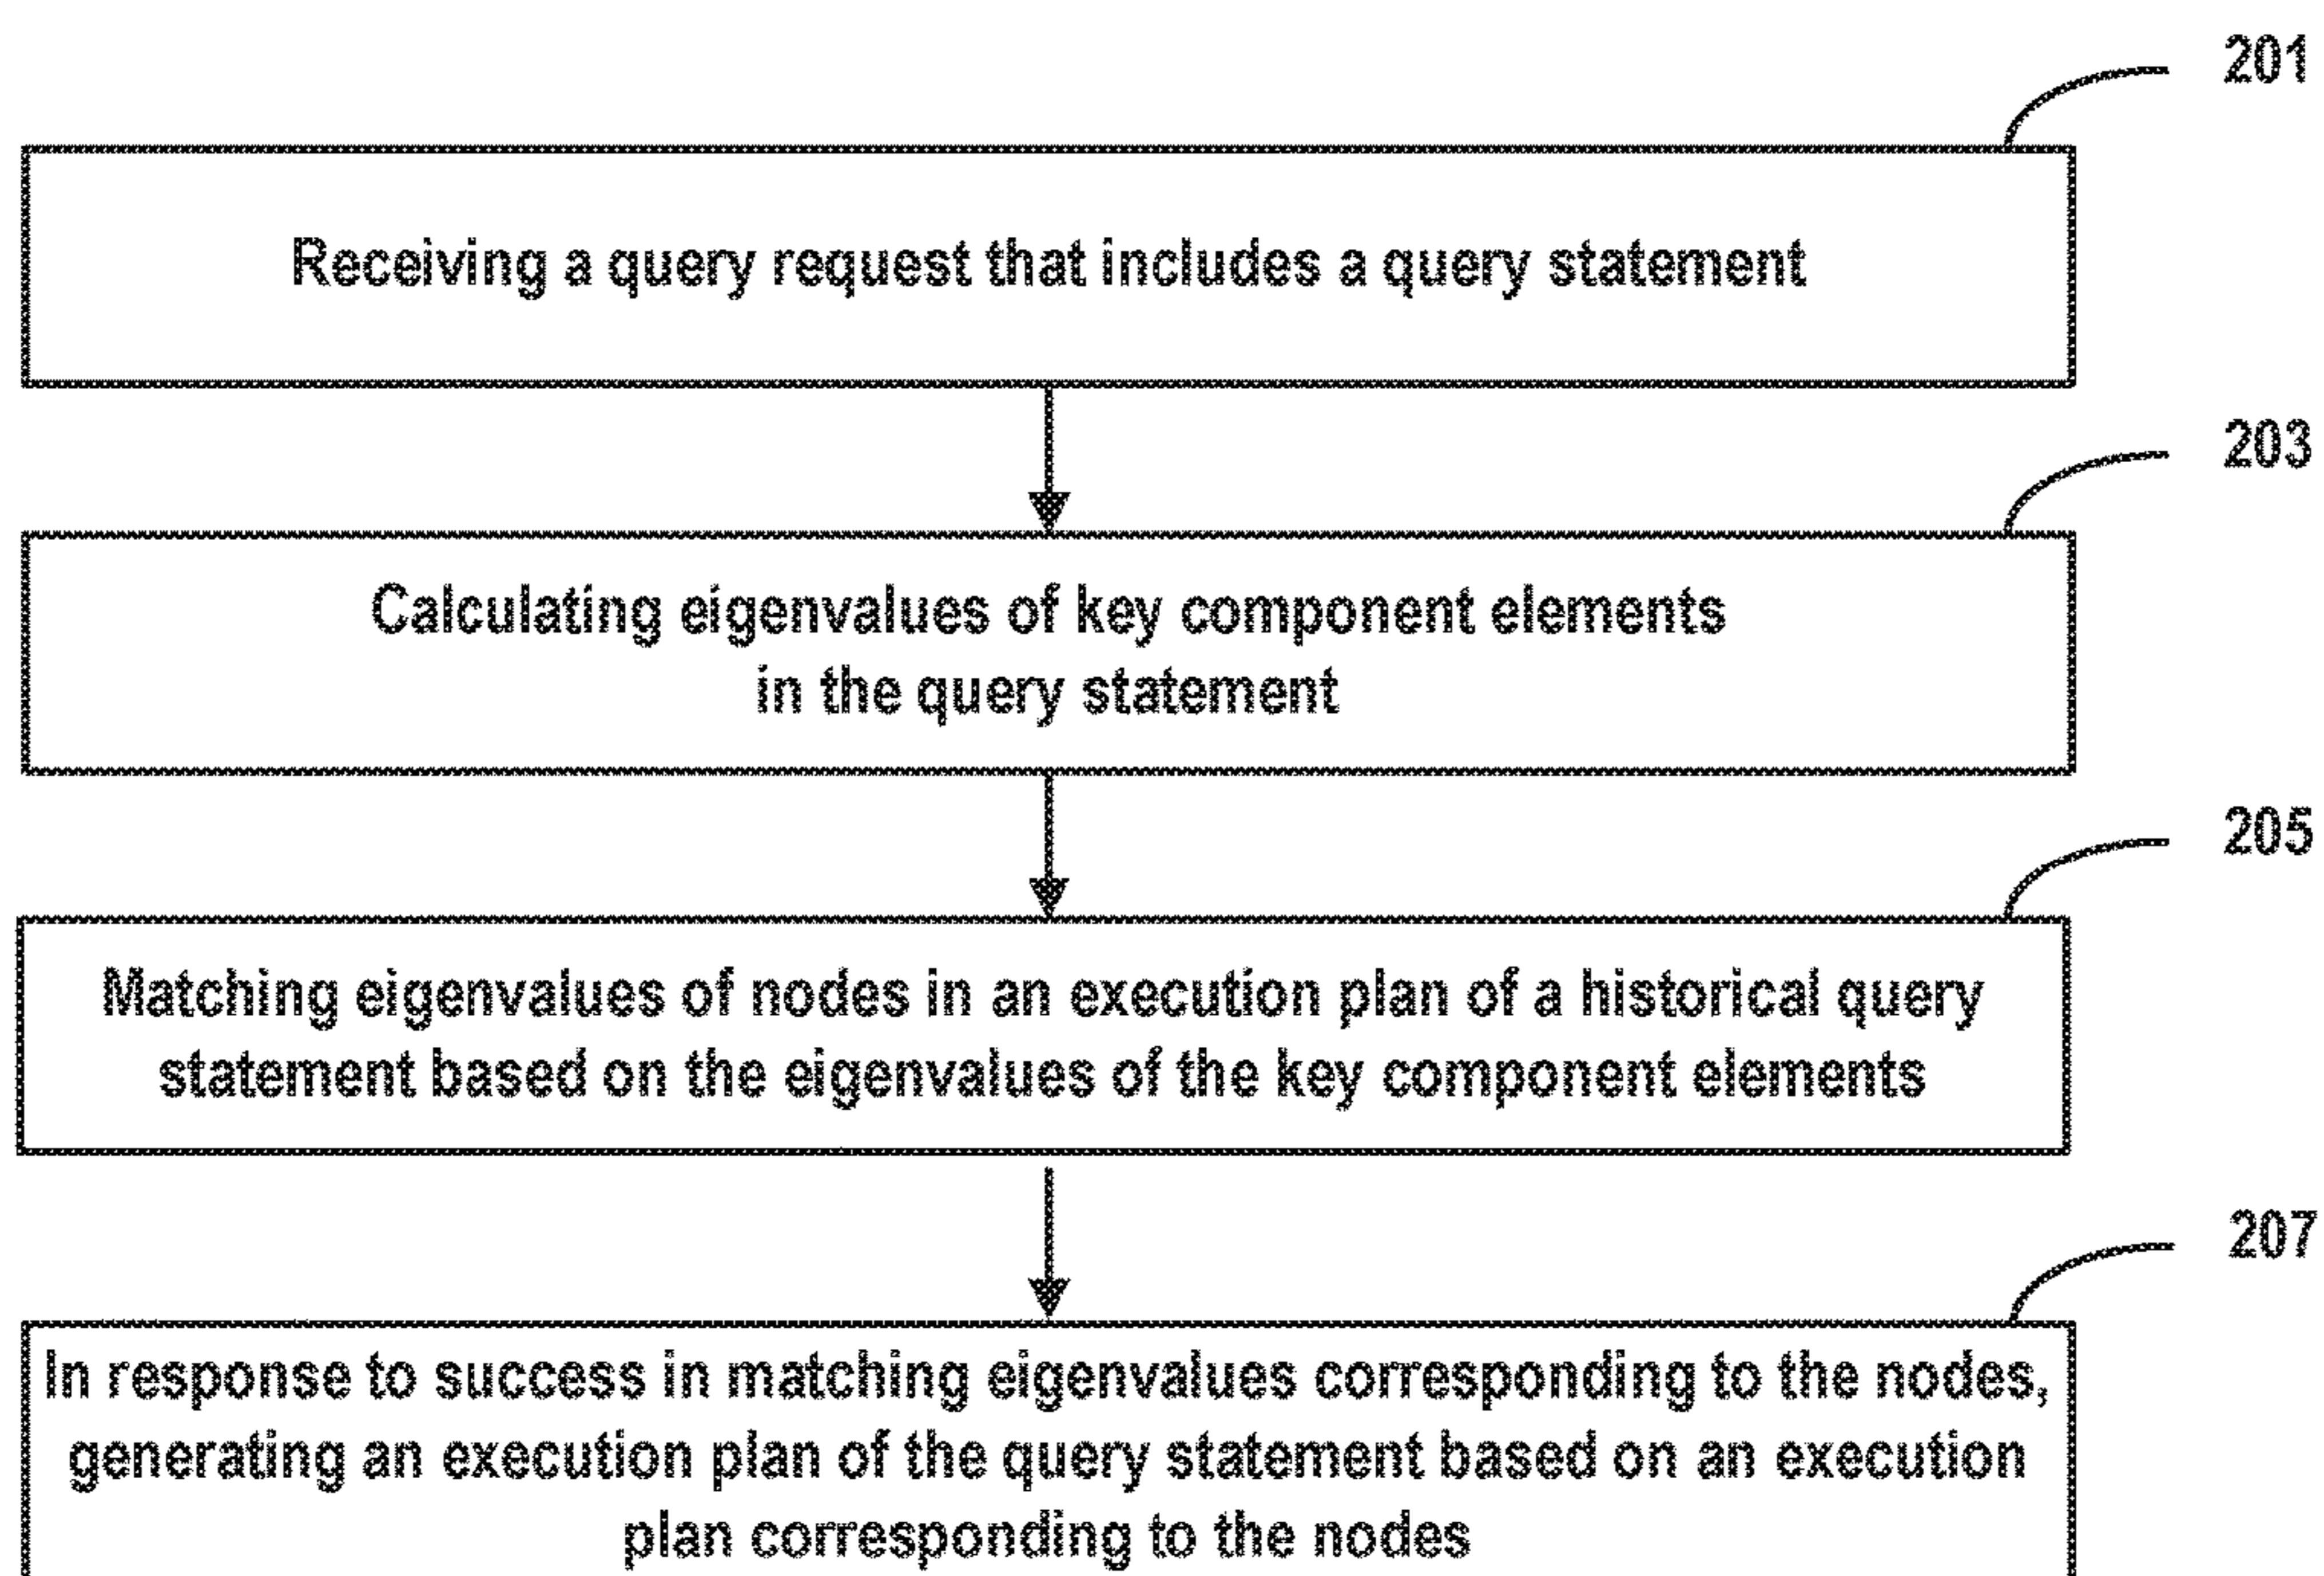 201
Receiving a query request that includes a query statement
203
Calculating eigenvalues of key component elements
in the query statement
205
Matching eigenvalues of nodes in an execution plan of a historical query
statement based on the eigenvalues of the key component elements
207
In response to success in matching eigenvalues corresponding to the nodes,
generating an execution plan of the query statement based on an execution
plan corresponding to the nodes